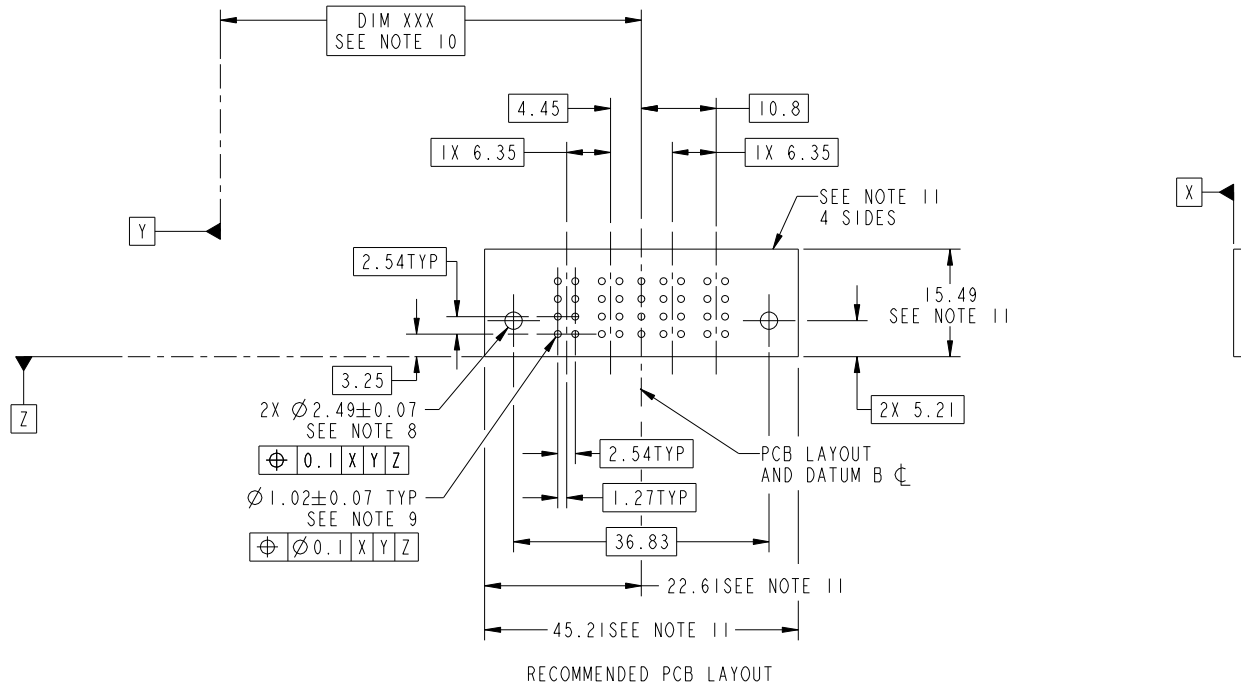 DIM XXX
SEE NOTE 10
4.45
10.8
1X 6.35
1X 6.35
X
SEE NOTE 11
4 SIDES
Y
2.54TYP
15.49
SEE NOTE 11
3.25
Z
2X Ø2.49±0.07
SEE NOTE 8
2X 5.21
⌖ 0.1 X Y Z
2.54TYP
PCB LAYOUT
AND DATUM B ℄
Ø1.02±0.07 TYP
SEE NOTE 9
1.27TYP
⌖ Ø0.1 X Y Z
36.83
22.61SEE NOTE 11
45.21SEE NOTE 11
RECOMMENDED PCB LAYOUT